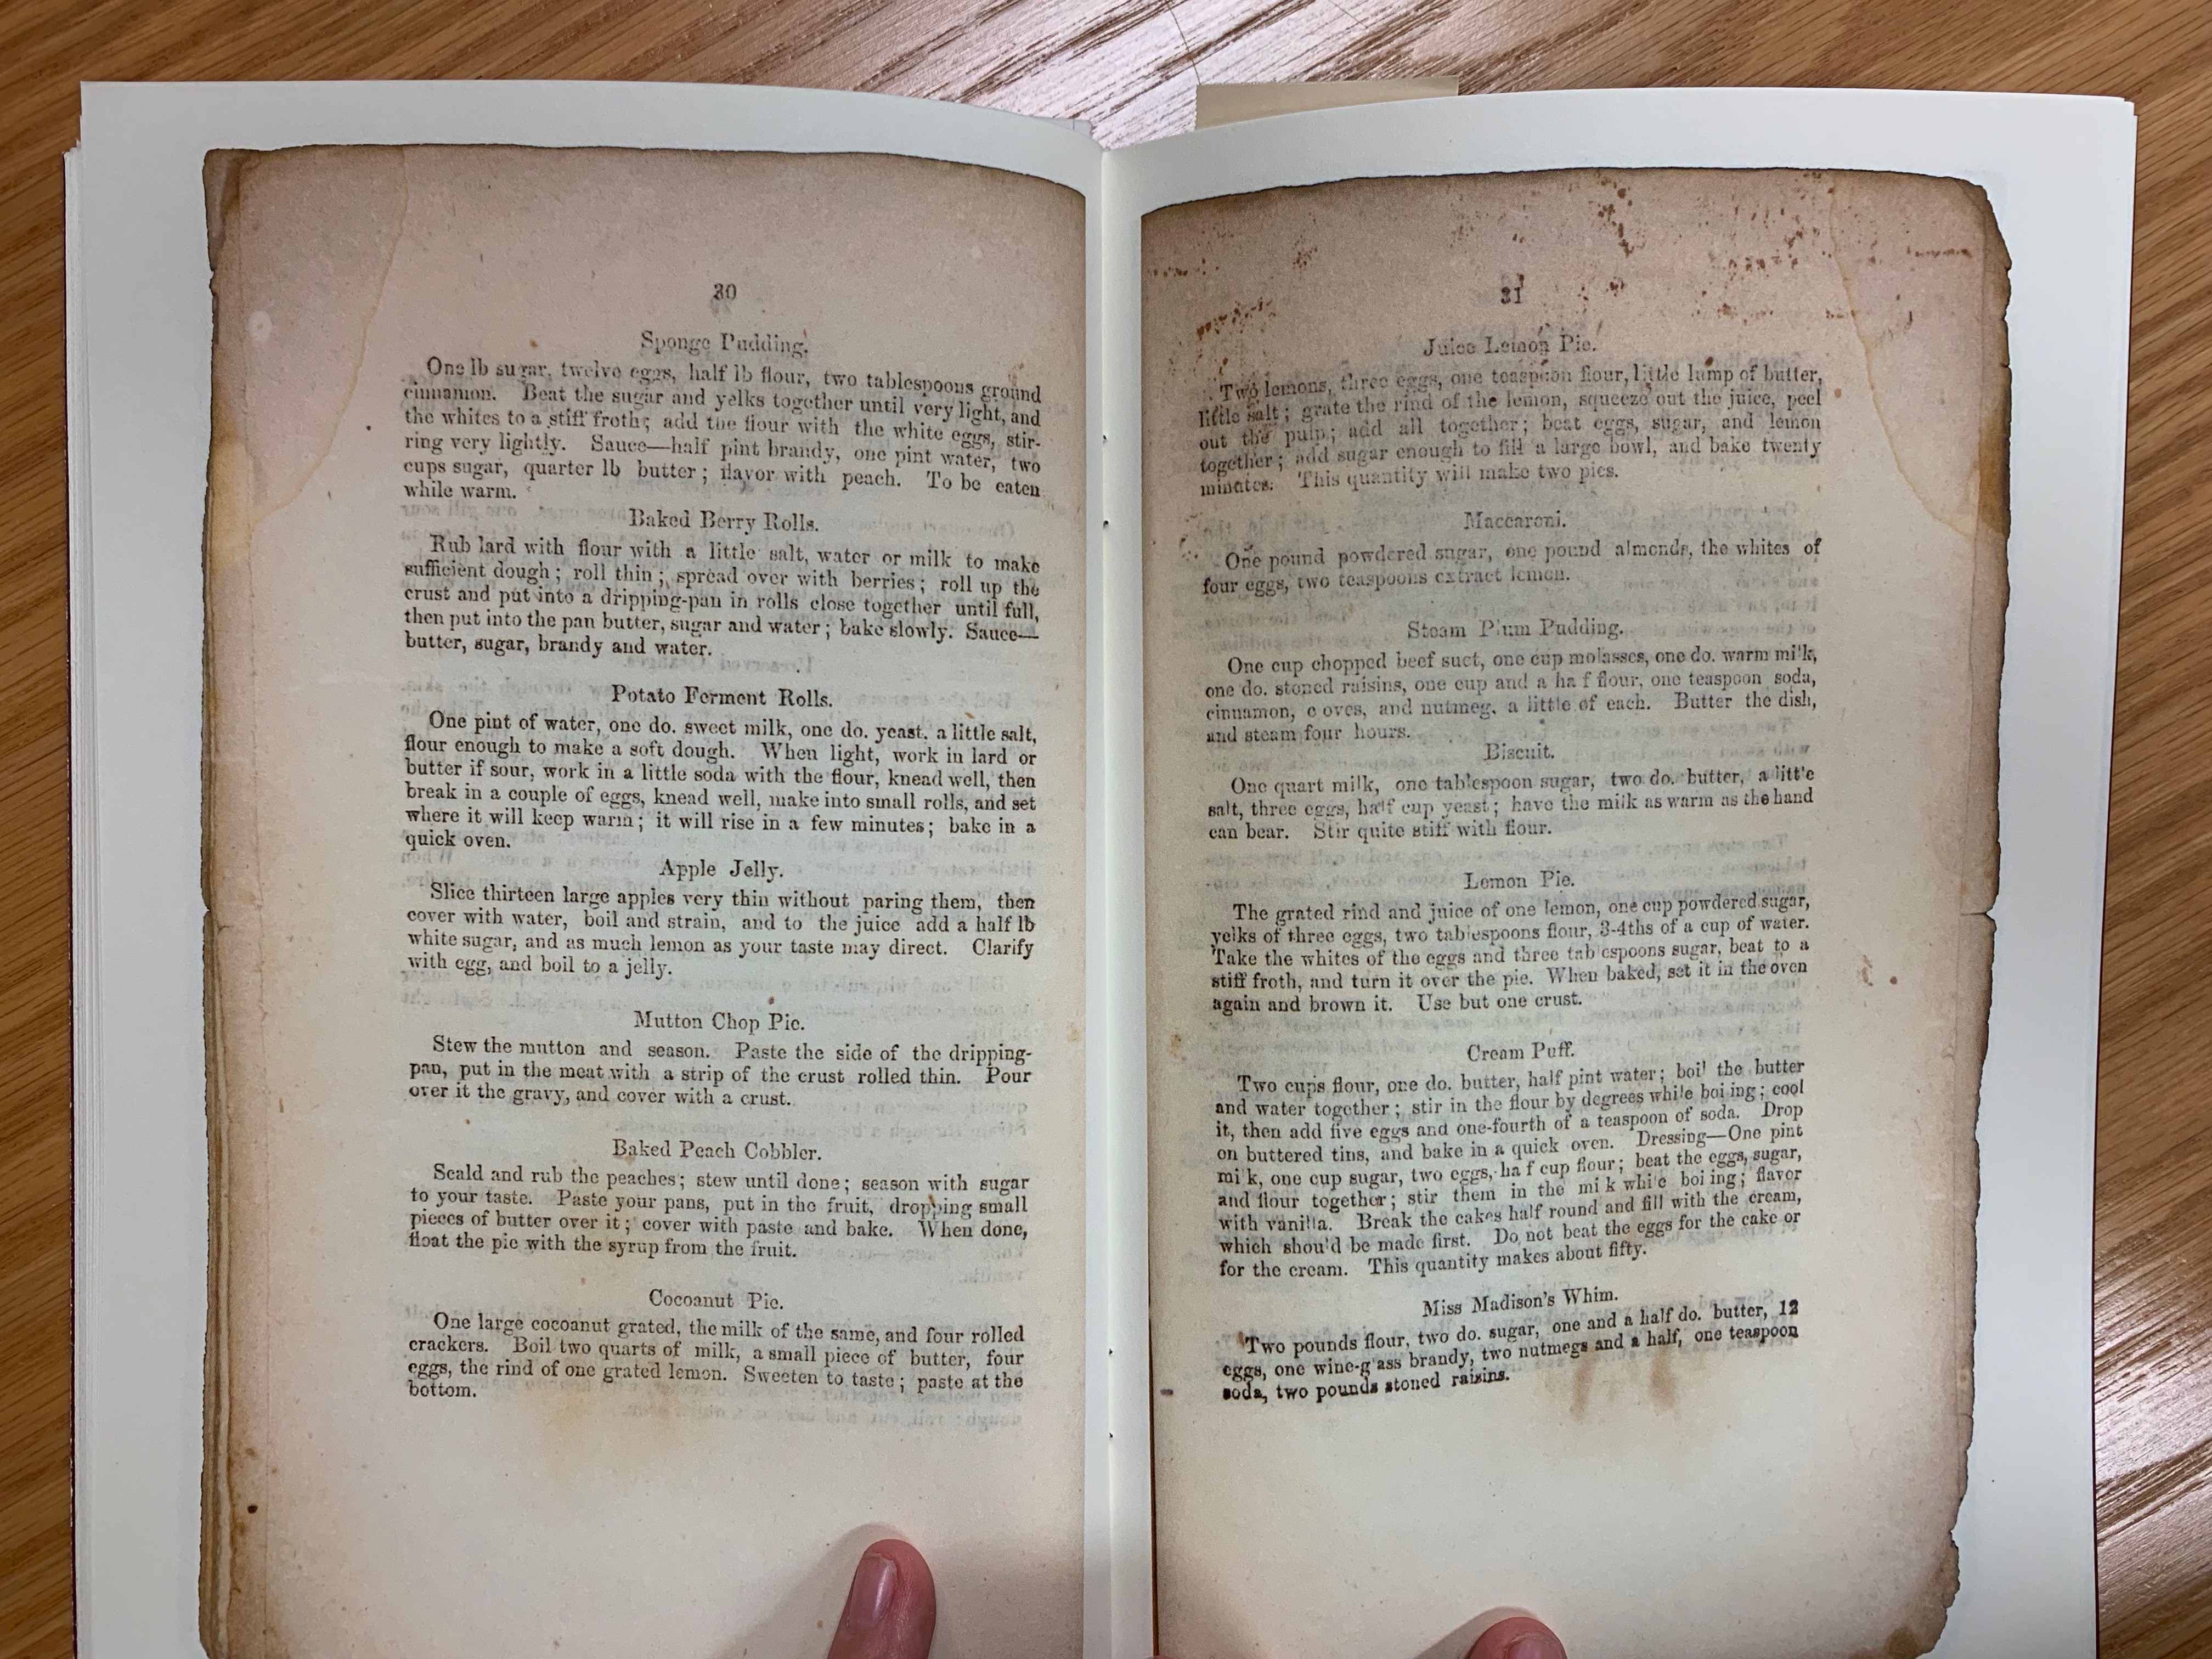 30
Sponge Pudding.
One lb sugar, twelve eggs, half lb flour, two tablespoons ground
cinnamon. Beat the sugar and yelks together until very light, and
the whites to a stiff froth; add the flour with the white eggs, stir-
ring very lightly. Sauce—half pint brandy, one pint water, two
cups sugar, quarter lb butter; flavor with peach. To be eaten
while warm.
Baked Berry Rolls.
Rub lard with flour with a little salt, water or milk to make
sufficient dough; roll thin; spread over with berries; roll up the
crust and put into a dripping-pan in rolls close together until full,
then put into the pan butter, sugar and water; bake slowly. Sauce—
butter, sugar, brandy and water.
Potato Ferment Rolls.
One pint of water, one do. sweet milk, one do. yeast, a little salt,
flour enough to make a soft dough. When light, work in lard or
butter if sour, work in a little soda with the flour, knead well, then
break in a couple of eggs, knead well, make into small rolls, and set
where it will keep warm; it will rise in a few minutes; bake in a
quick oven.
Apple Jelly.
Slice thirteen large apples very thin without paring them, then
cover with water, boil and strain, and to the juice add a half lb
white sugar, and as much lemon as your taste may direct. Clarify
with egg, and boil to a jelly.
Mutton Chop Pie.
Stew the mutton and season. Paste the side of the dripping-
pan, put in the meat with a strip of the crust rolled thin. Pour
over it the gravy, and cover with a crust.
Baked Peach Cobbler.
Scald and rub the peaches; stew until done; season with sugar
to your taste. Paste your pans, put in the fruit, dropping small
pieces of butter over it; cover with paste and bake. When done,
float the pie with the syrup from the fruit.
Cocoanut Pie.
One large cocoanut grated, the milk of the same, and four rolled
crackers. Boil two quarts of milk, a small piece of butter, four
eggs, the rind of one grated lemon. Sweeten to taste; paste at the
bottom.
31
Juice Lemon Pie.
Two lemons, three eggs, one teaspoon flour, little lump of butter,
little salt; grate the rind of the lemon, squeeze out the juice, peel
out the pulp; add all together; beat eggs, sugar, and lemon
together; add sugar enough to fill a large bowl, and bake twenty
minutes. This quantity will make two pies.
Maccaroni.
One pound powdered sugar, one pound almonds, the whites of
four eggs, two teaspoons extract lemon.
Steam Plum Pudding.
One cup chopped beef suet, one cup molasses, one do. warm milk,
one do. stoned raisins, one cup and a ha f flour, one teaspoon soda,
cinnamon, c oves, and nutmeg, a little of each. Butter the dish,
and steam four hours.
Biscuit.
One quart milk, one tablespoon sugar, two do. butter, a little
salt, three eggs, half cup yeast; have the milk as warm as the hand
can bear. Stir quite stiff with flour.
Lemon Pie.
The grated rind and juice of one lemon, one cup powdered sugar,
yelks of three eggs, two tablespoons flour, 3-4ths of a cup of water.
Take the whites of the eggs and three tablespoons sugar, beat to a
stiff froth, and turn it over the pie. When baked, set it in the oven
again and brown it. Use but one crust.
Cream Puff.
Two cups flour, one do. butter, half pint water; boil the butter
and water together; stir in the flour by degrees while boi ing; cool
it, then add five eggs and one-fourth of a teaspoon of soda. Drop
on buttered tins, and bake in a quick oven. Dressing—One pint
mi k, one cup sugar, two eggs, ha f cup flour; beat the eggs, sugar,
and flour together; stir them in the mi k whi e boi ing; flavor
with vanilla. Break the cakes half round and fill with the cream,
which should be made first. Do not beat the eggs for the cake or
for the cream. This quantity makes about fifty.
Miss Madison's Whim.
Two pounds flour, two do. sugar, one and a half do. butter, 12
eggs, one wine-g ass brandy, two nutmegs and a half, one teaspoon
soda, two pounds stoned raisins.